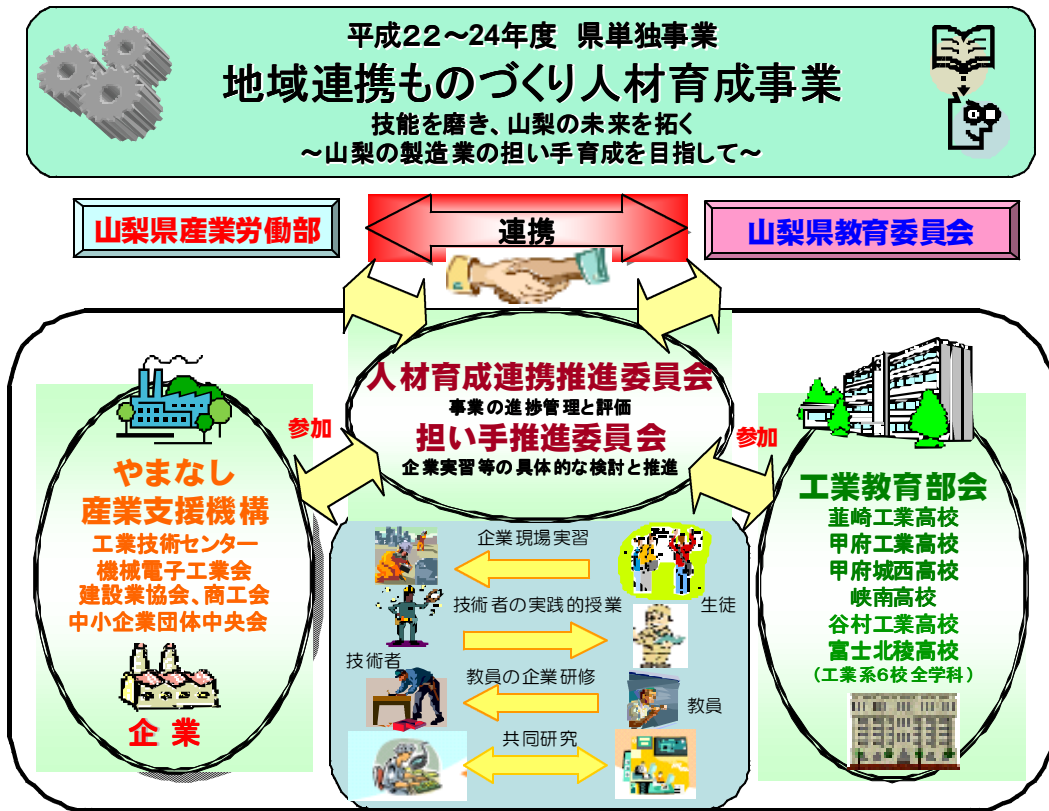 平成２２～24年度　県単独事業
地域連携ものづくり人材育成事業
技能を磨き、山梨の未来を拓く
～山梨の製造業の担い手育成を目指して～
山梨県産業労働部
連携
山梨県教育委員会
人材育成連携推進委員会
事業の進捗管理と評価
担い手推進委員会
企業実習等の具体的な検討と推進
参加
参加
やまなし
産業支援機構
工業技術センター
機械電子工業会
建設業協会、商工会
中小企業団体中央会
企業
企業現場実習
技術者の実践的授業
生徒
技術者
教員の企業研修
教員
共同研究
工業教育部会
韮崎工業高校
甲府工業高校
甲府城西高校
峡南高校
谷村工業高校
富士北稜高校
（工業系６校全学科）